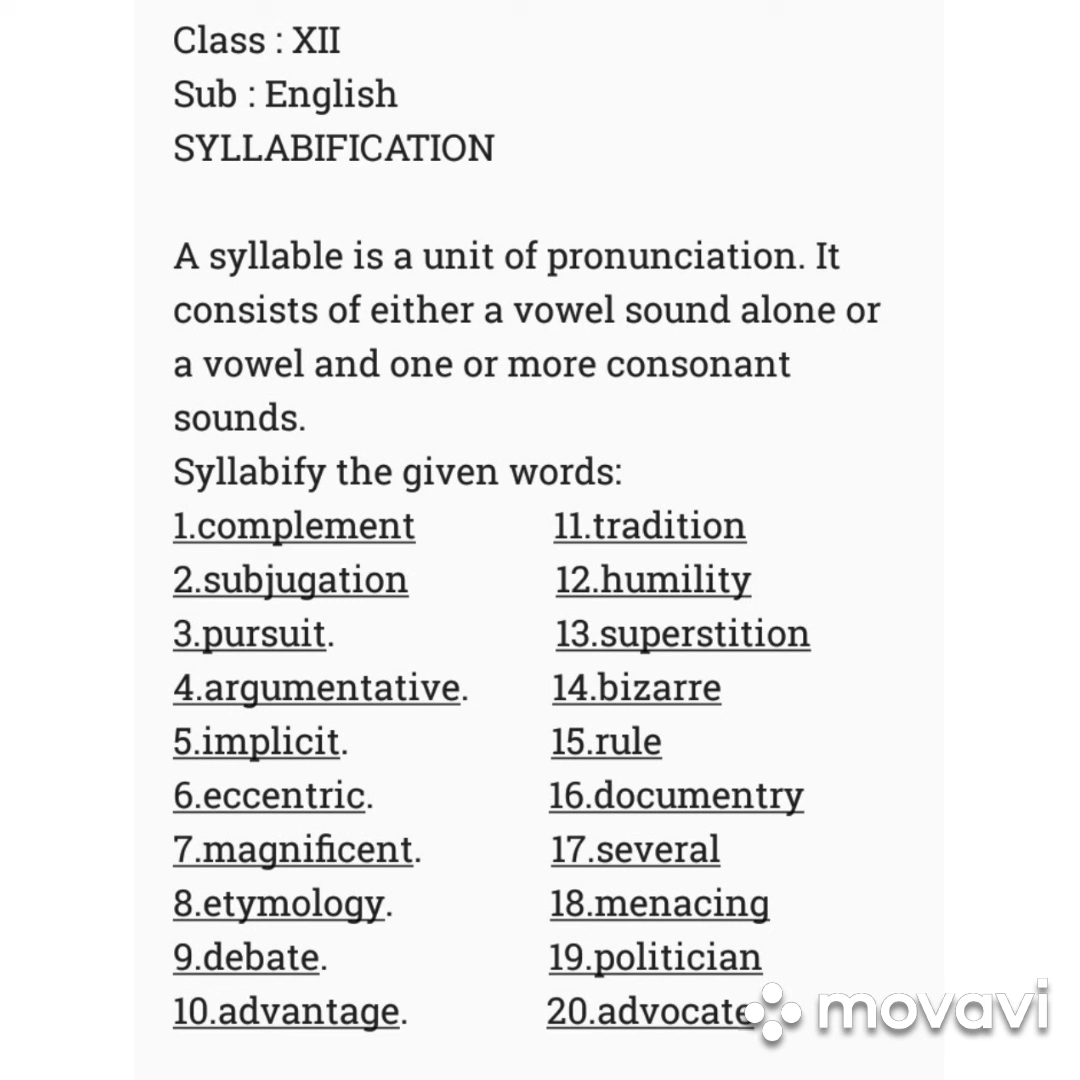 Class : XII
Sub : English
SYLLABIFICATION
A syllable is a unit of pronunciation. It
consists of either a vowel sound alone or
a vowel and one or more consonant
sounds.
Syllabify the given words:
1.complement 11.tradition
2.subjugation 12.humility
3.pursuit. 13.superstition
4.argumentative. 14.bizarre
5.implicit. 15.rule
6.eccentric. 16.documentry
7.magnificent. 17.several
8.etymology. 18.menacing
9.debate. 19.politician
10.advantage. 20.advocate
movavi